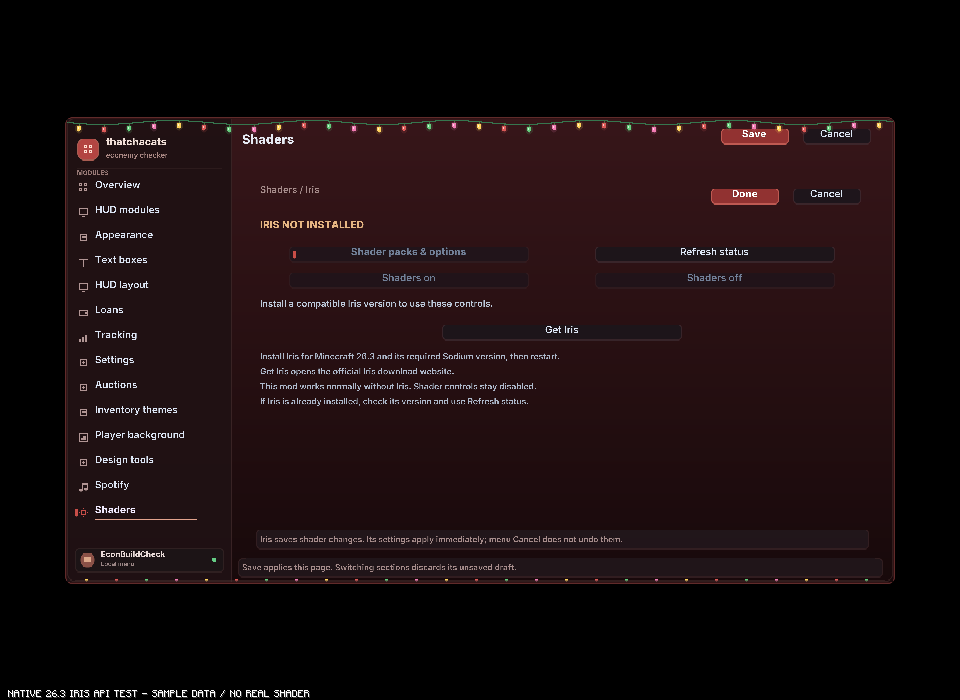 thatchacats
economy checker
MODULES
Overview
HUD modules
Appearance
Text boxes
HUD layout
Loans
Tracking
Settings
Auctions
Inventory themes
Player background
Design tools
Spotify
Shaders
EconBuildCheck
Local menu
Shaders
Save
Cancel
Shaders / Iris
Done
Cancel
IRIS NOT INSTALLED
Shader packs & options
Refresh status
Shaders on
Shaders off
Install a compatible Iris version to use these controls.
Get Iris
Install Iris for Minecraft 26.3 and its required Sodium version, then restart.
Get Iris opens the official Iris download website.
This mod works normally without Iris. Shader controls stay disabled.
If Iris is already installed, check its version and use Refresh status.
Iris saves shader changes. Its settings apply immediately; menu Cancel does not undo them.
Save applies this page. Switching sections discards its unsaved draft.
NATIVE 26.3 IRIS API TEST – SAMPLE DATA / NO REAL SHADER